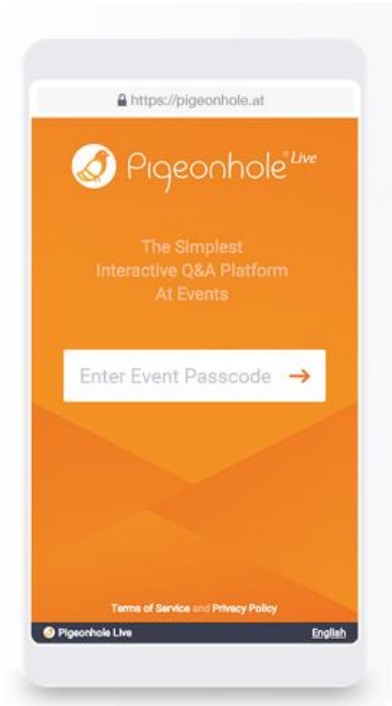 https://pigeonhole.at
Pigeonhole® Live
The Simplest
Interactive Q&A Platform
At Events
Enter Event Passcode →
Terms of Service and Privacy Policy
Pigeonhole Live
English